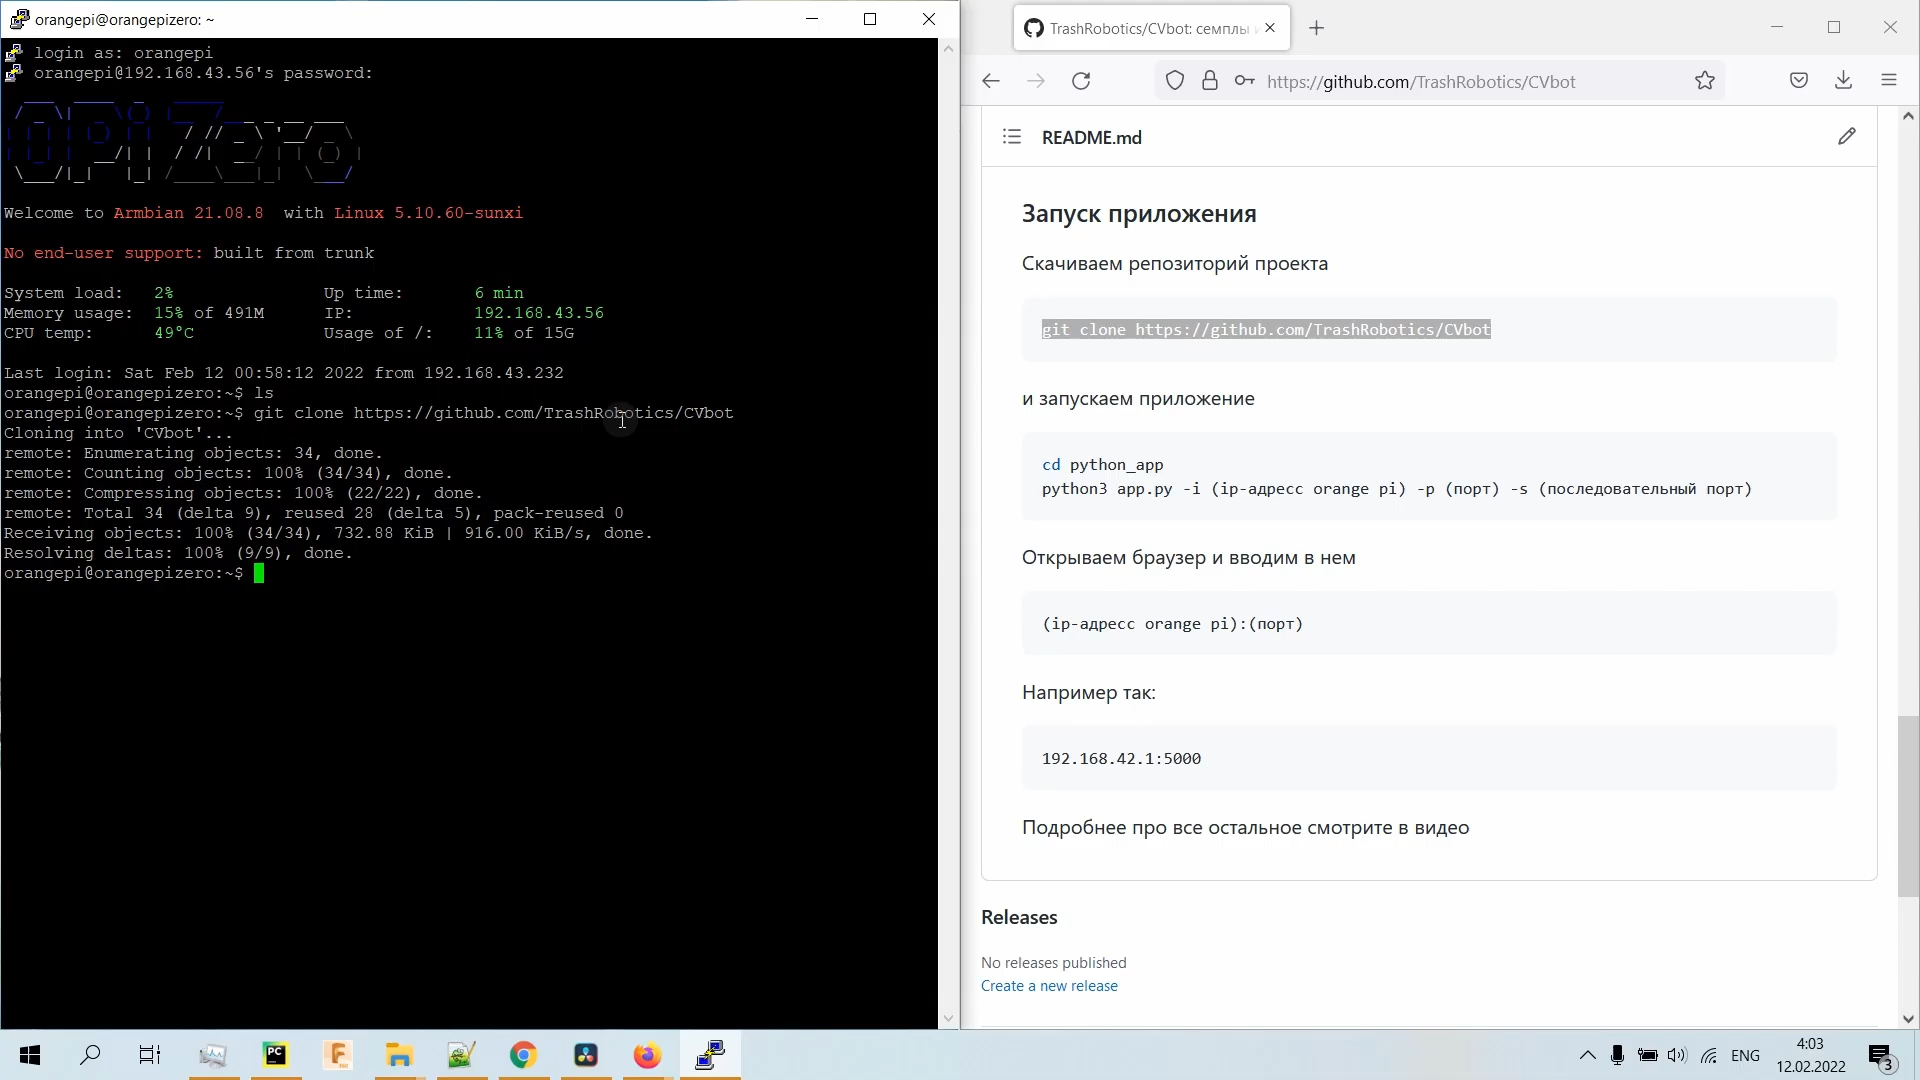 orangepi@orangepizero: ~
login as: orangepi
orangepi@192.168.43.56's password:
Welcome to Armbian 21.08.8  with Linux 5.10.60-sunxi
No end-user support: built from trunk
System load:   2%               Up time:       6 min
Memory usage:  15% of 491M      IP:            192.168.43.56
CPU temp:      49°C             Usage of /:    11% of 15G
Last login: Sat Feb 12 00:58:12 2022 from 192.168.43.232
orangepi@orangepizero:~$ ls
orangepi@orangepizero:~$ git clone https://github.com/TrashRobotics/CVbot
Cloning into 'CVbot'...
remote: Enumerating objects: 34, done.
remote: Counting objects: 100% (34/34), done.
remote: Compressing objects: 100% (22/22), done.
remote: Total 34 (delta 9), reused 28 (delta 5), pack-reused 0
Receiving objects: 100% (34/34), 732.88 KiB | 916.00 KiB/s, done.
Resolving deltas: 100% (9/9), done.
orangepi@orangepizero:~$
TrashRobotics/CVbot: семплы
https://github.com/TrashRobotics/CVbot
README.md
Запуск приложения
Скачиваем репозиторий проекта
git clone https://github.com/TrashRobotics/CVbot
и запускаем приложение
cd python_app
python3 app.py -i (ip-адресс orange pi) -p (порт) -s (последовательный порт)
Открываем браузер и вводим в нем
(ip-адресс orange pi):(порт)
Например так:
192.168.42.1:5000
Подробнее про все остальное смотрите в видео
Releases
No releases published
Create a new release
PC
ENG
4:03
12.02.2022
3